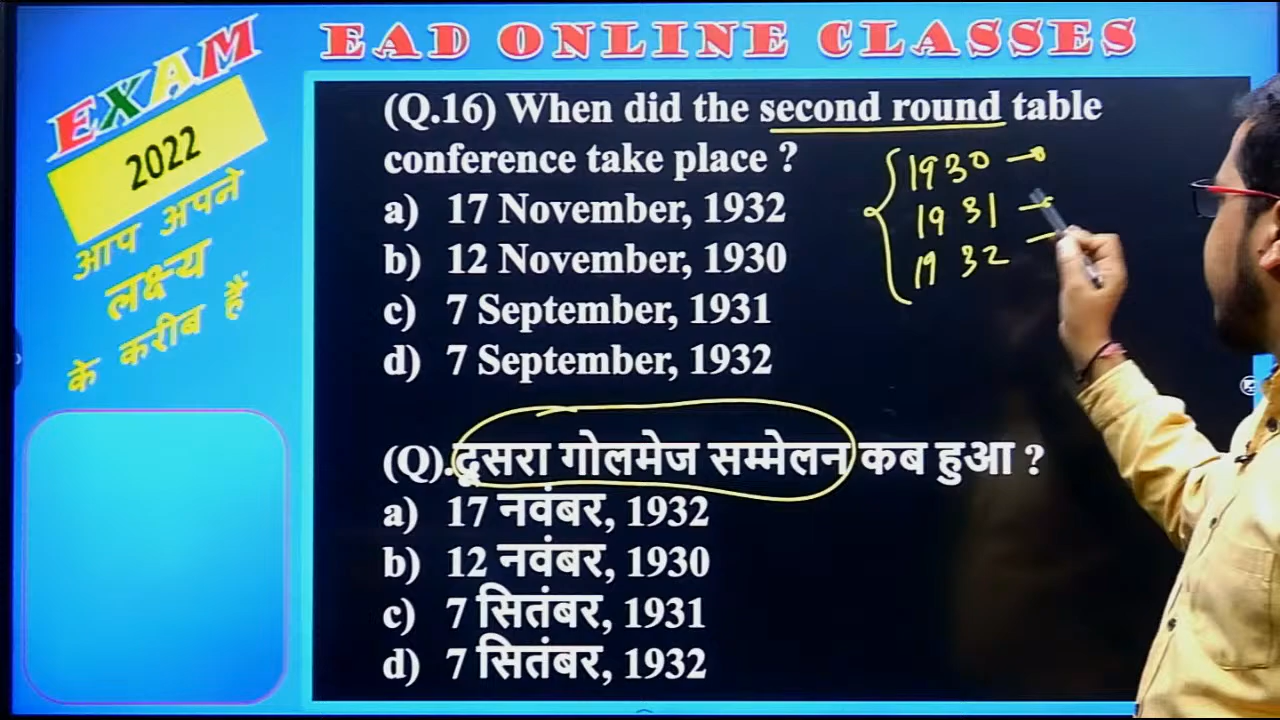 EAD ONLINE CLASSES
EXAM
2022
आप अपने
लक्ष्य
के करीब हैं
(Q.16) When did the second round table
conference take place ?
a) 17 November, 1932
b) 12 November, 1930
c) 7 September, 1931
d) 7 September, 1932
1930
1931
1932
(Q).दूसरा गोलमेज सम्मेलन कब हुआ ?
a) 17 नवंबर, 1932
b) 12 नवंबर, 1930
c) 7 सितंबर, 1931
d) 7 सितंबर, 1932